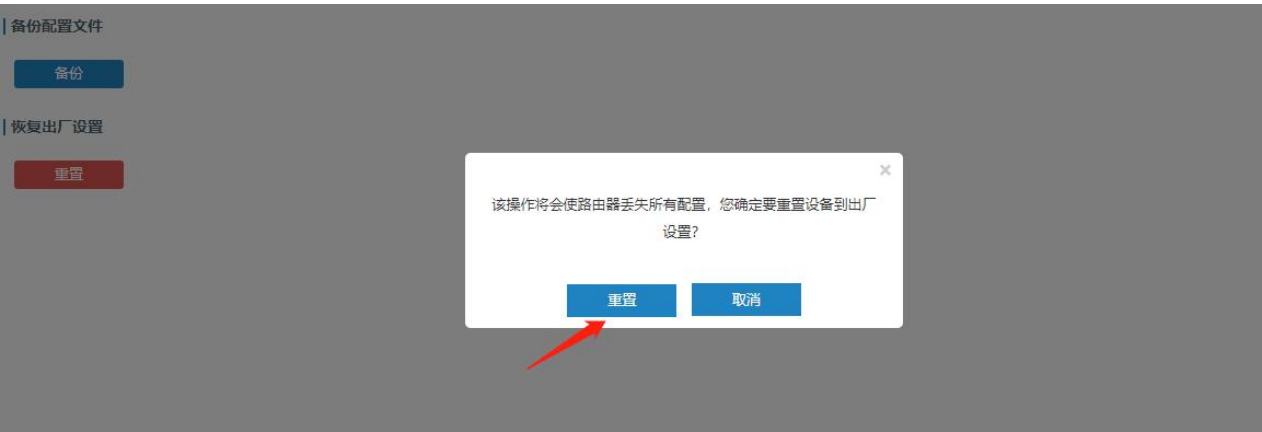 备份配置文件
备份
恢复出厂设置
重置
×
该操作将会使路由器丢失所有配置，您确定要重置设备到出厂
设置?
重置 取消